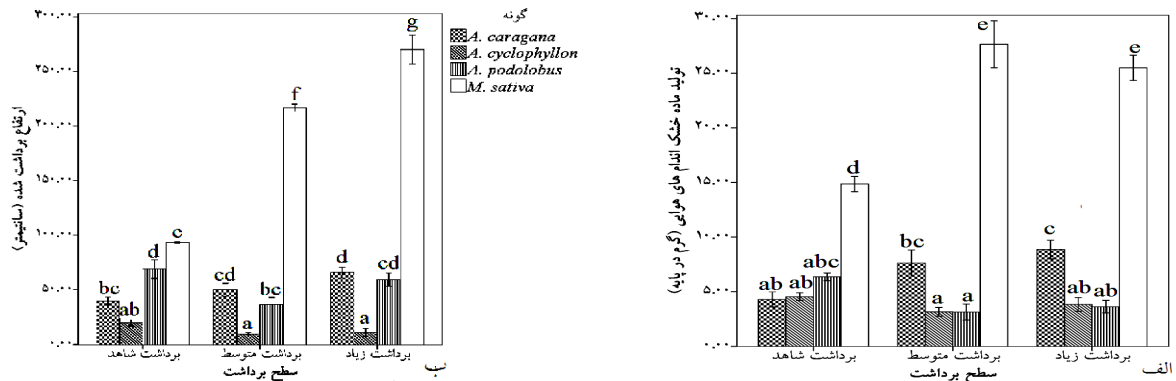 گونه
A. caragana
A. cyclophyllon
A. podolobus
M. sativa
ارتفاع برداشت شده (سانتیمتر)
۳۰۰.۰۰
۲۵۰.۰۰
۲۰۰.۰۰
۱۵۰.۰۰
۱۰۰.۰۰
۵۰.۰۰
.۰۰
bc ab d c
cd a bc f
cd a cd g
برداشت شاهد برداشت متوسط برداشت زیاد
سطح برداشت
ب
تولید ماده خشک اندام های هوایی (گرم در پایه)
۳۰.۰۰
۲۵.۰۰
۲۰.۰۰
۱۵.۰۰
۱۰.۰۰
۵.۰۰
.۰۰
ab ab abc d
bc a a e
c ab ab e
برداشت شاهد برداشت متوسط برداشت زیاد
سطح برداشت
الف